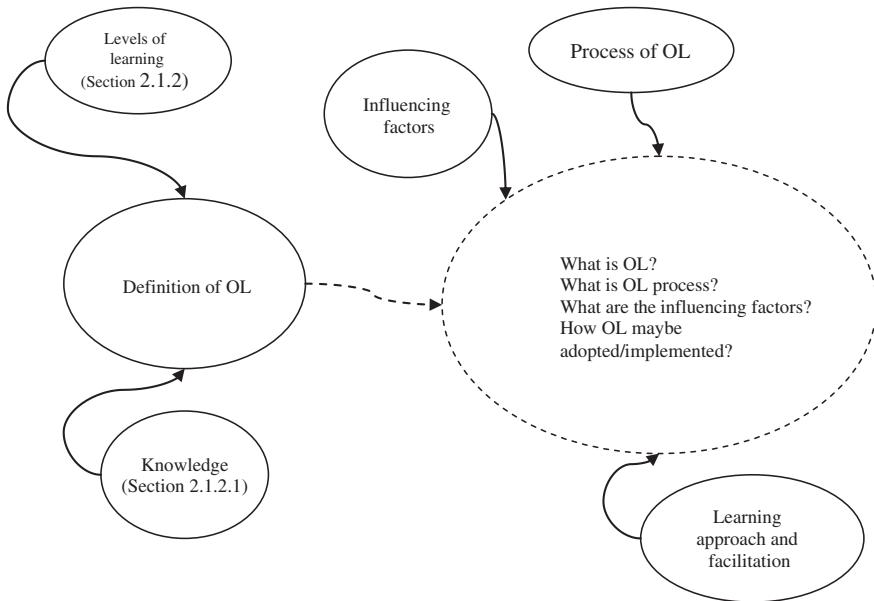 Levels of
learning
(Section 2.1.2)
Process of OL
Influencing
factors
Definition of OL
What is OL?
What is OL process?
What are the influencing factors?
How OL maybe
adopted/implemented?
Knowledge
(Section 2.1.2.1)
Learning
approach and
facilitation